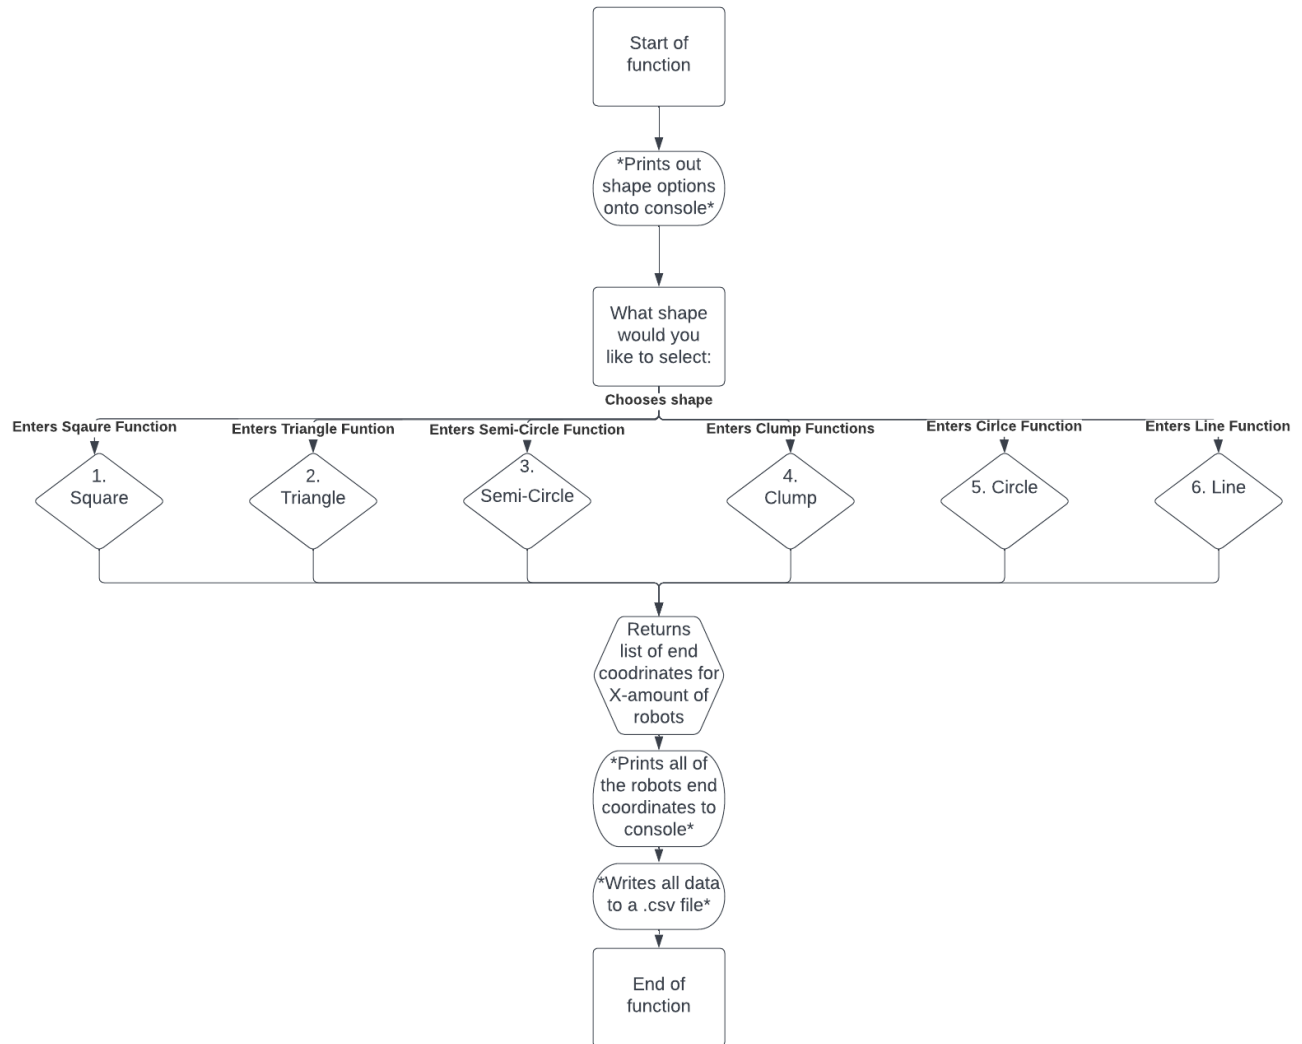 Start of
function
*Prints out
shape options
onto console*
What shape
would you
like to select:
Chooses shape
Enters Sqaure Function
Enters Triangle Funtion
Enters Semi-Circle Function
Enters Clump Functions
Enters Cirlce Function
Enters Line Function
1.
Square
2.
Triangle
3.
Semi-Circle
4.
Clump
5. Circle
6. Line
Returns
list of end
coodrinates for
X-amount of
robots
*Prints all of
the robots end
coordinates to
console*
*Writes all data
to a .csv file*
End of
function